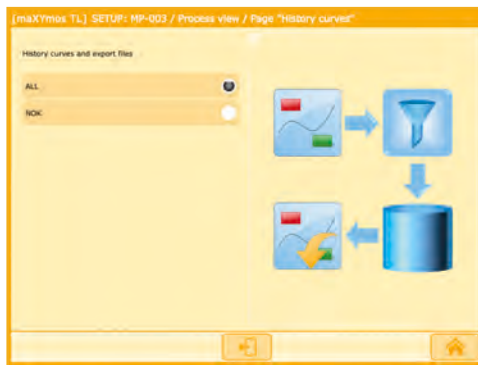 (maXYmos TL) SETUP: MP-003 / Process view / Page "History curves"
History curves and export files
ALL
NOK